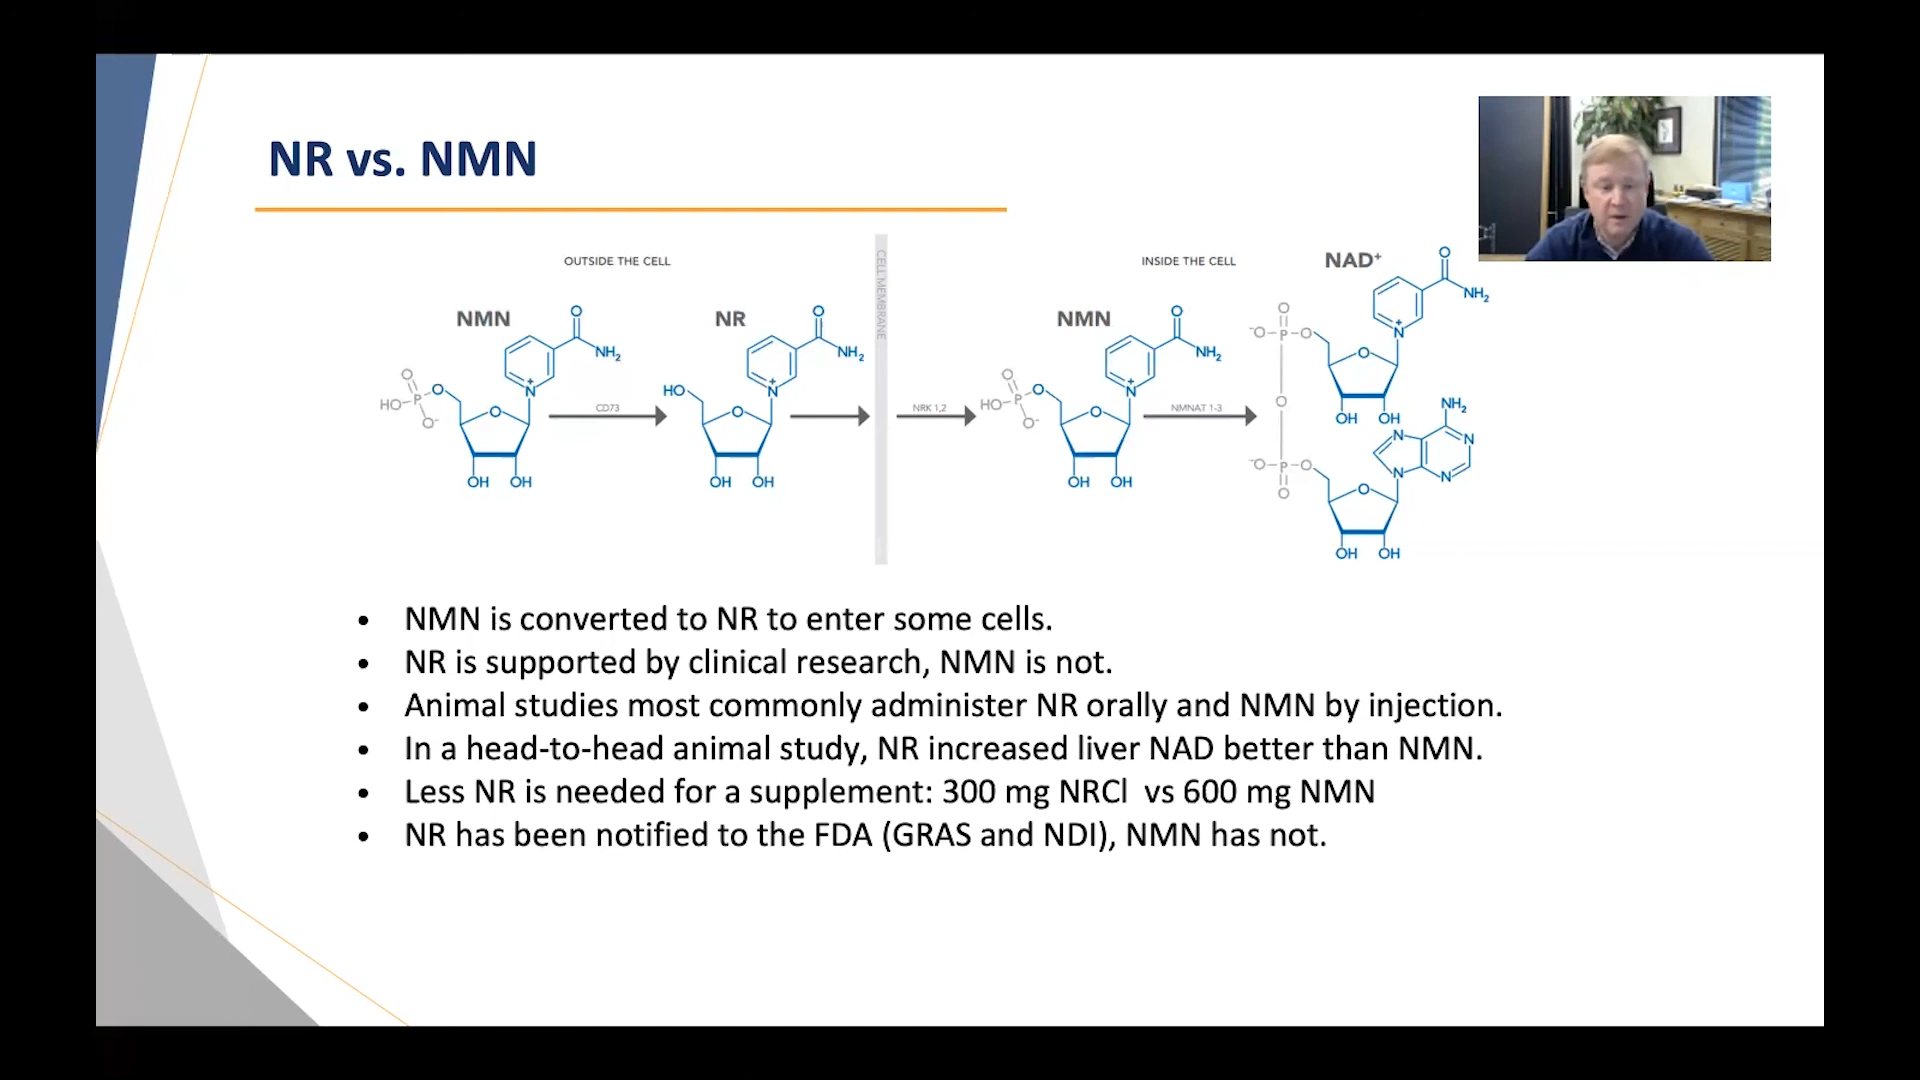 NR vs. NMN
OUTSIDE THE CELL
CELL MEMBRANE
INSIDE THE CELL
NAD⁺
NMN
NR
NMN
O
NH₂
O
NH₂
O
NH₂
O
NH₂
O
HO-P-O
O⁻
N⁺
O
OH OH
CD73
HO
N⁺
O
OH OH
NRK 1,2
O
HO-P-O
O⁻
N⁺
O
OH OH
NMNAT 1-3
O
⁻O-P-O
N⁺
O
OH OH
O
NH₂
N
N
N
N
⁻O-P-O
O
O
OH OH
• NMN is converted to NR to enter some cells.
• NR is supported by clinical research, NMN is not.
• Animal studies most commonly administer NR orally and NMN by injection.
• In a head-to-head animal study, NR increased liver NAD better than NMN.
• Less NR is needed for a supplement: 300 mg NRCl vs 600 mg NMN
• NR has been notified to the FDA (GRAS and NDI), NMN has not.